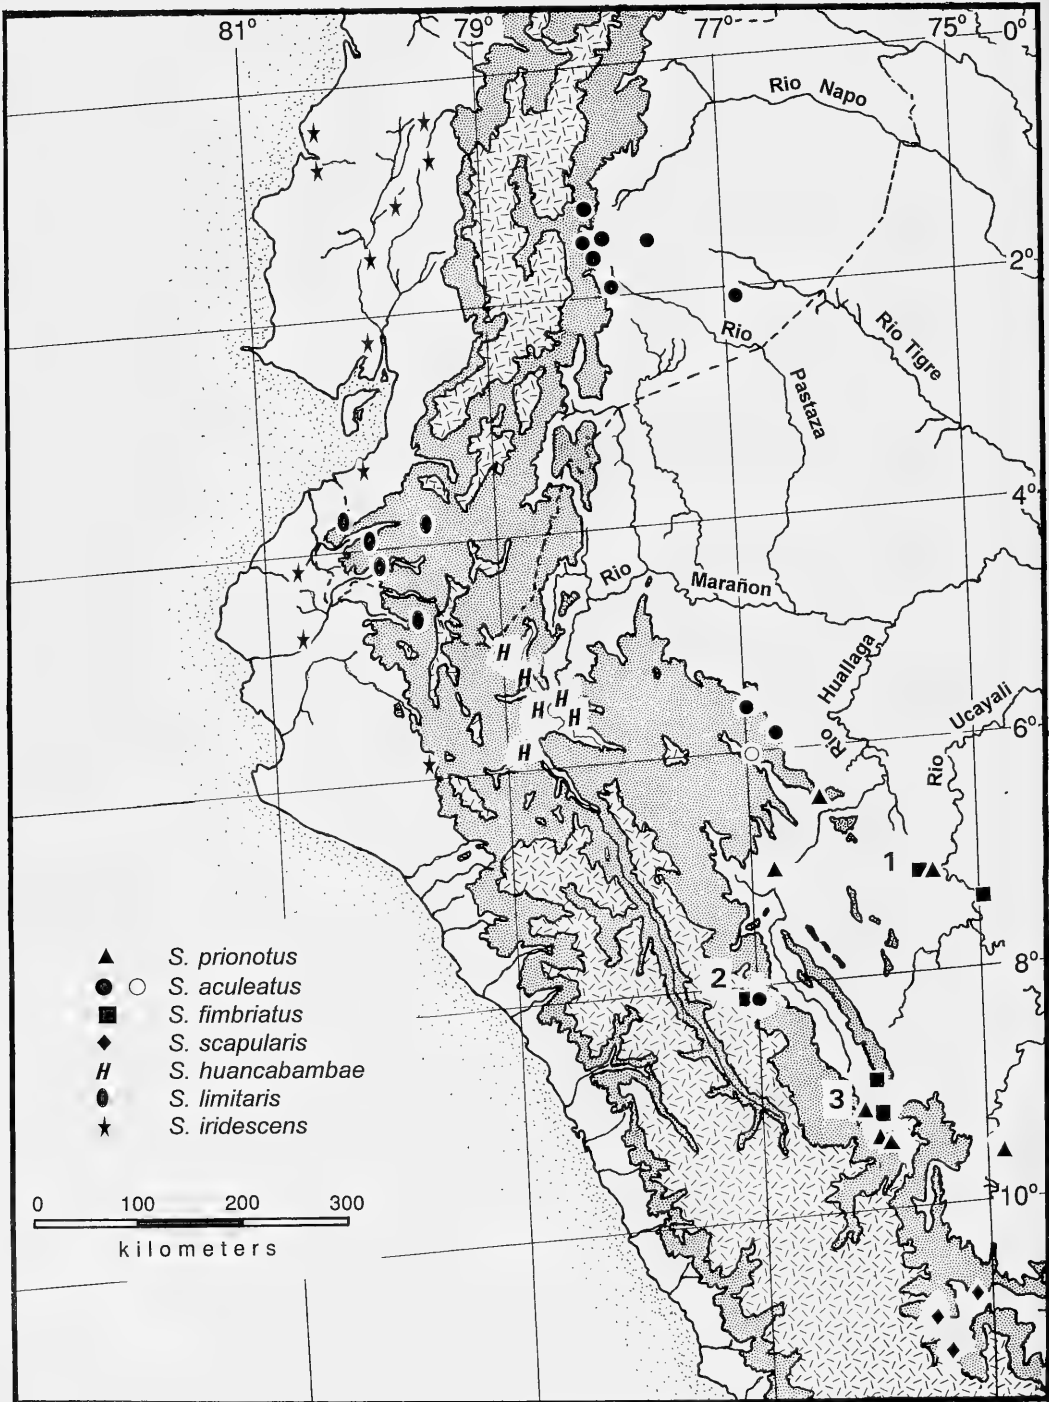 81° 79° 77° 75° 0°
Rio Napo
2°
Rio Tigre
Rio
Pastaza
4°
Rio Marañon
Rio Huallaga
Rio Ucayali
6°
H
H
H
H
H
H
1
2
8°
3
10°
S. prionotus
S. aculeatus
S. fimbriatus
S. scapularis
H S. huancabambae
S. limitaris
S. iridescens
0 100 200 300
kilometers